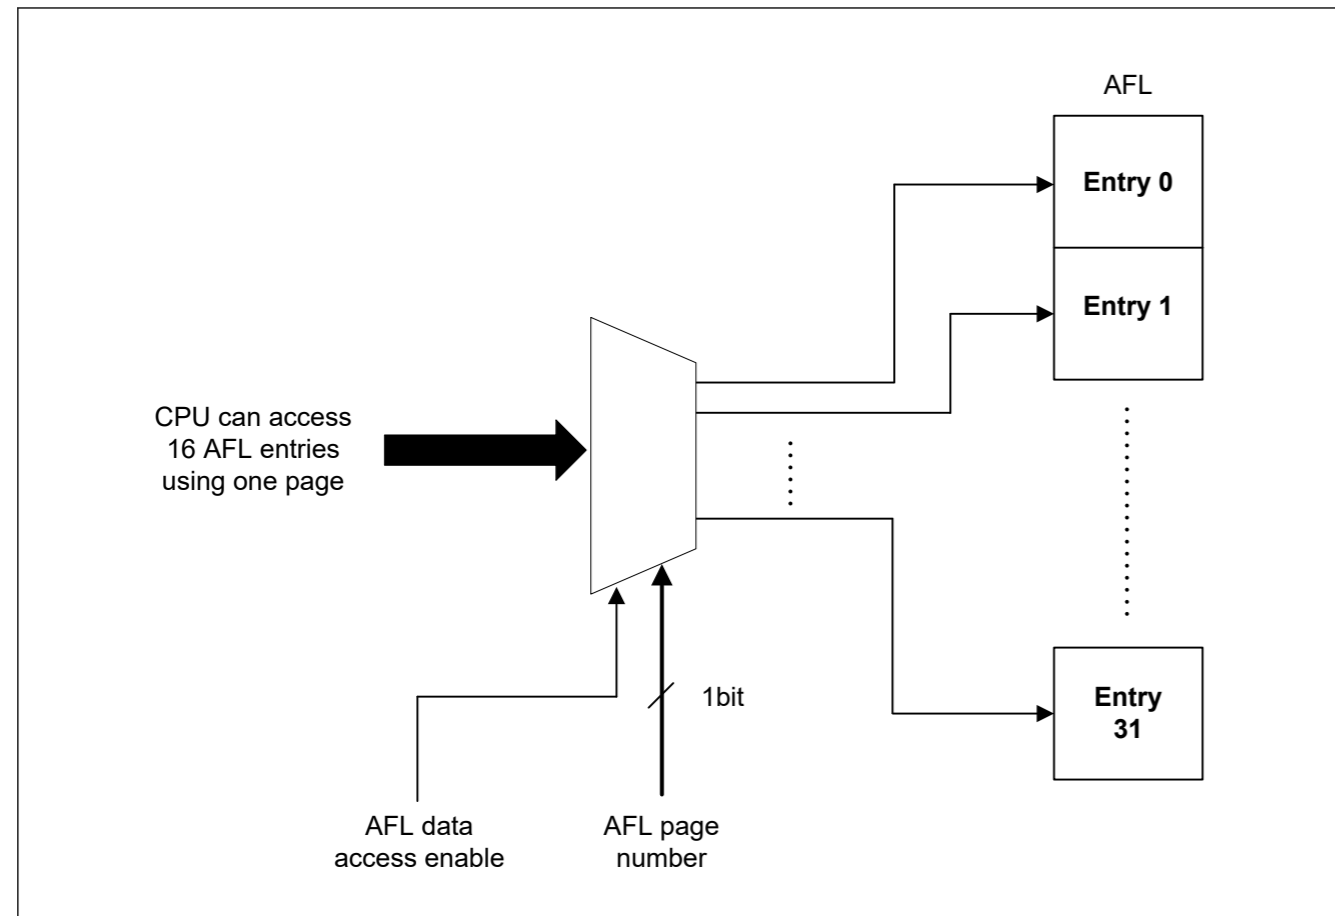 AFL
Entry 0
Entry 1
CPU can access
16 AFL entries
using one page
1bit
Entry
31
AFL data
access enable
AFL page
number